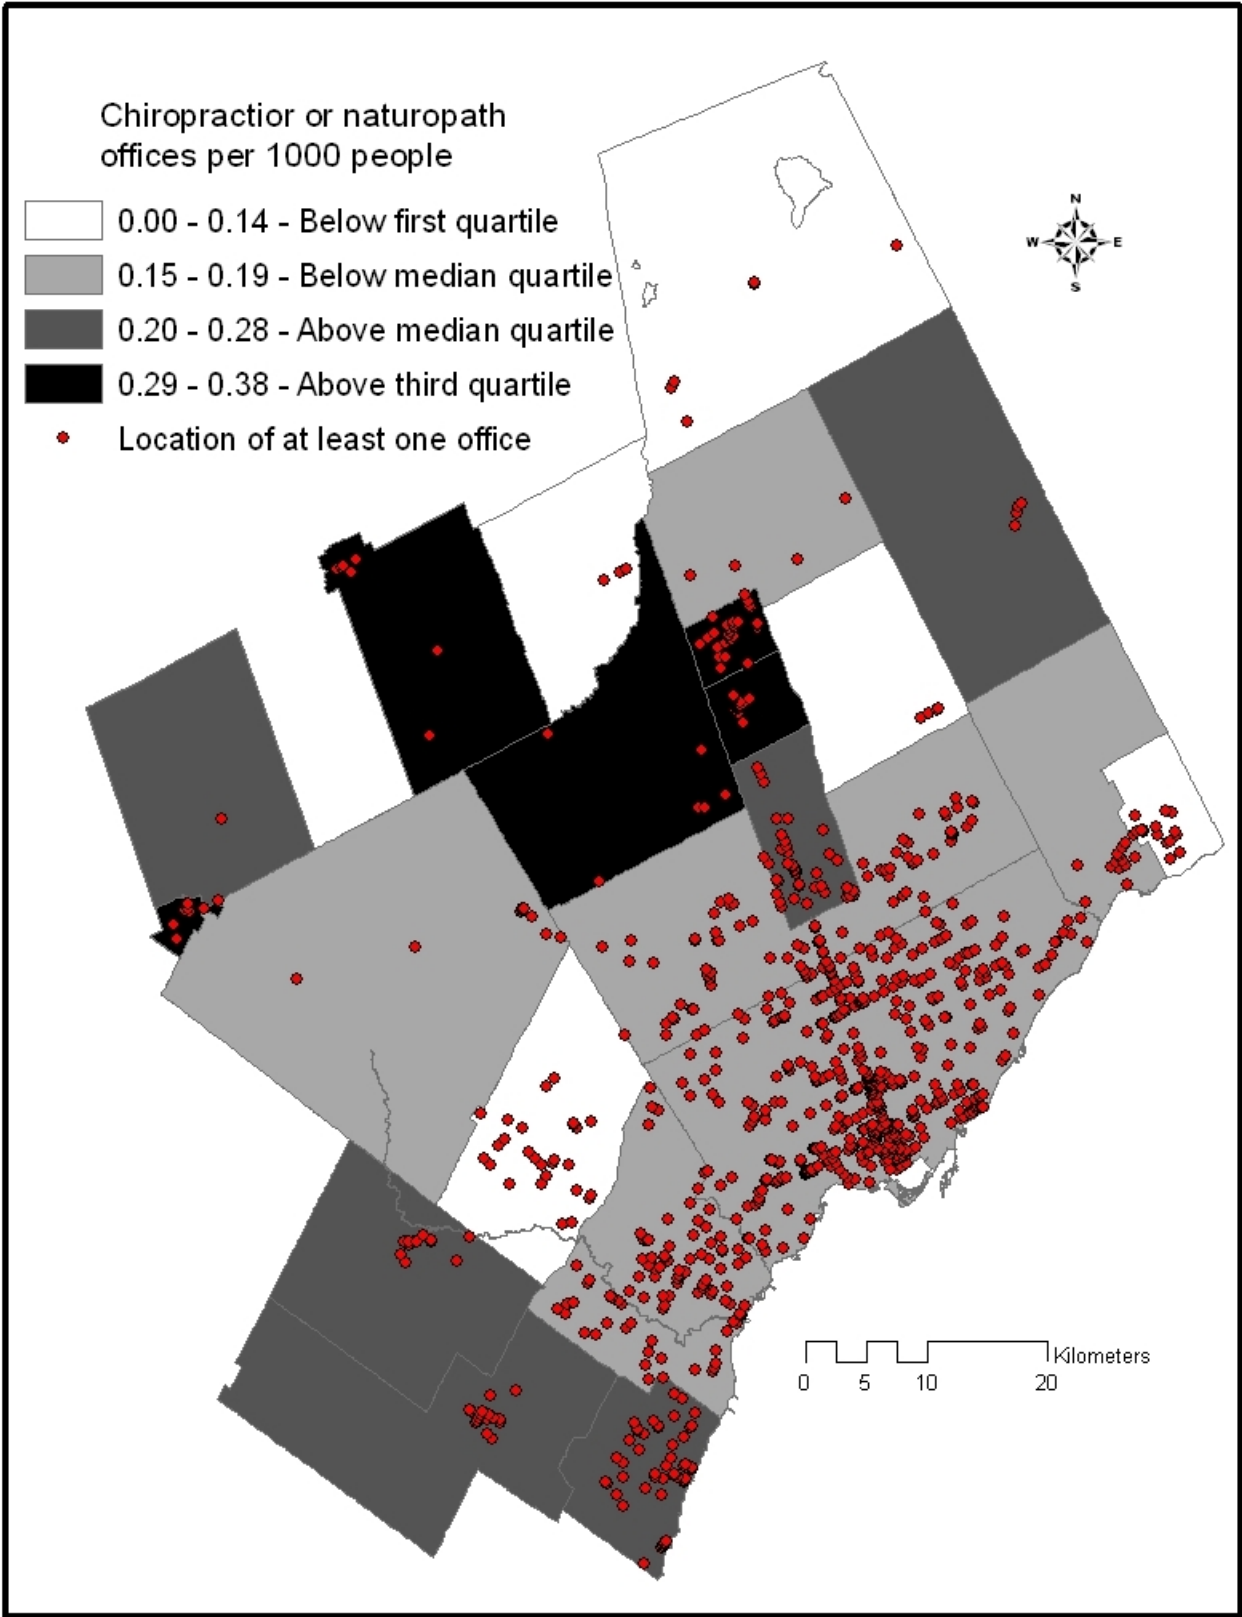 Chiropractior or naturopath
offices per 1000 people
0.00 - 0.14 - Below first quartile
0.15 - 0.19 - Below median quartile
0.20 - 0.28 - Above median quartile
0.29 - 0.38 - Above third quartile
Location of at least one office
N
W E
S
Kilometers
0 5 10 20